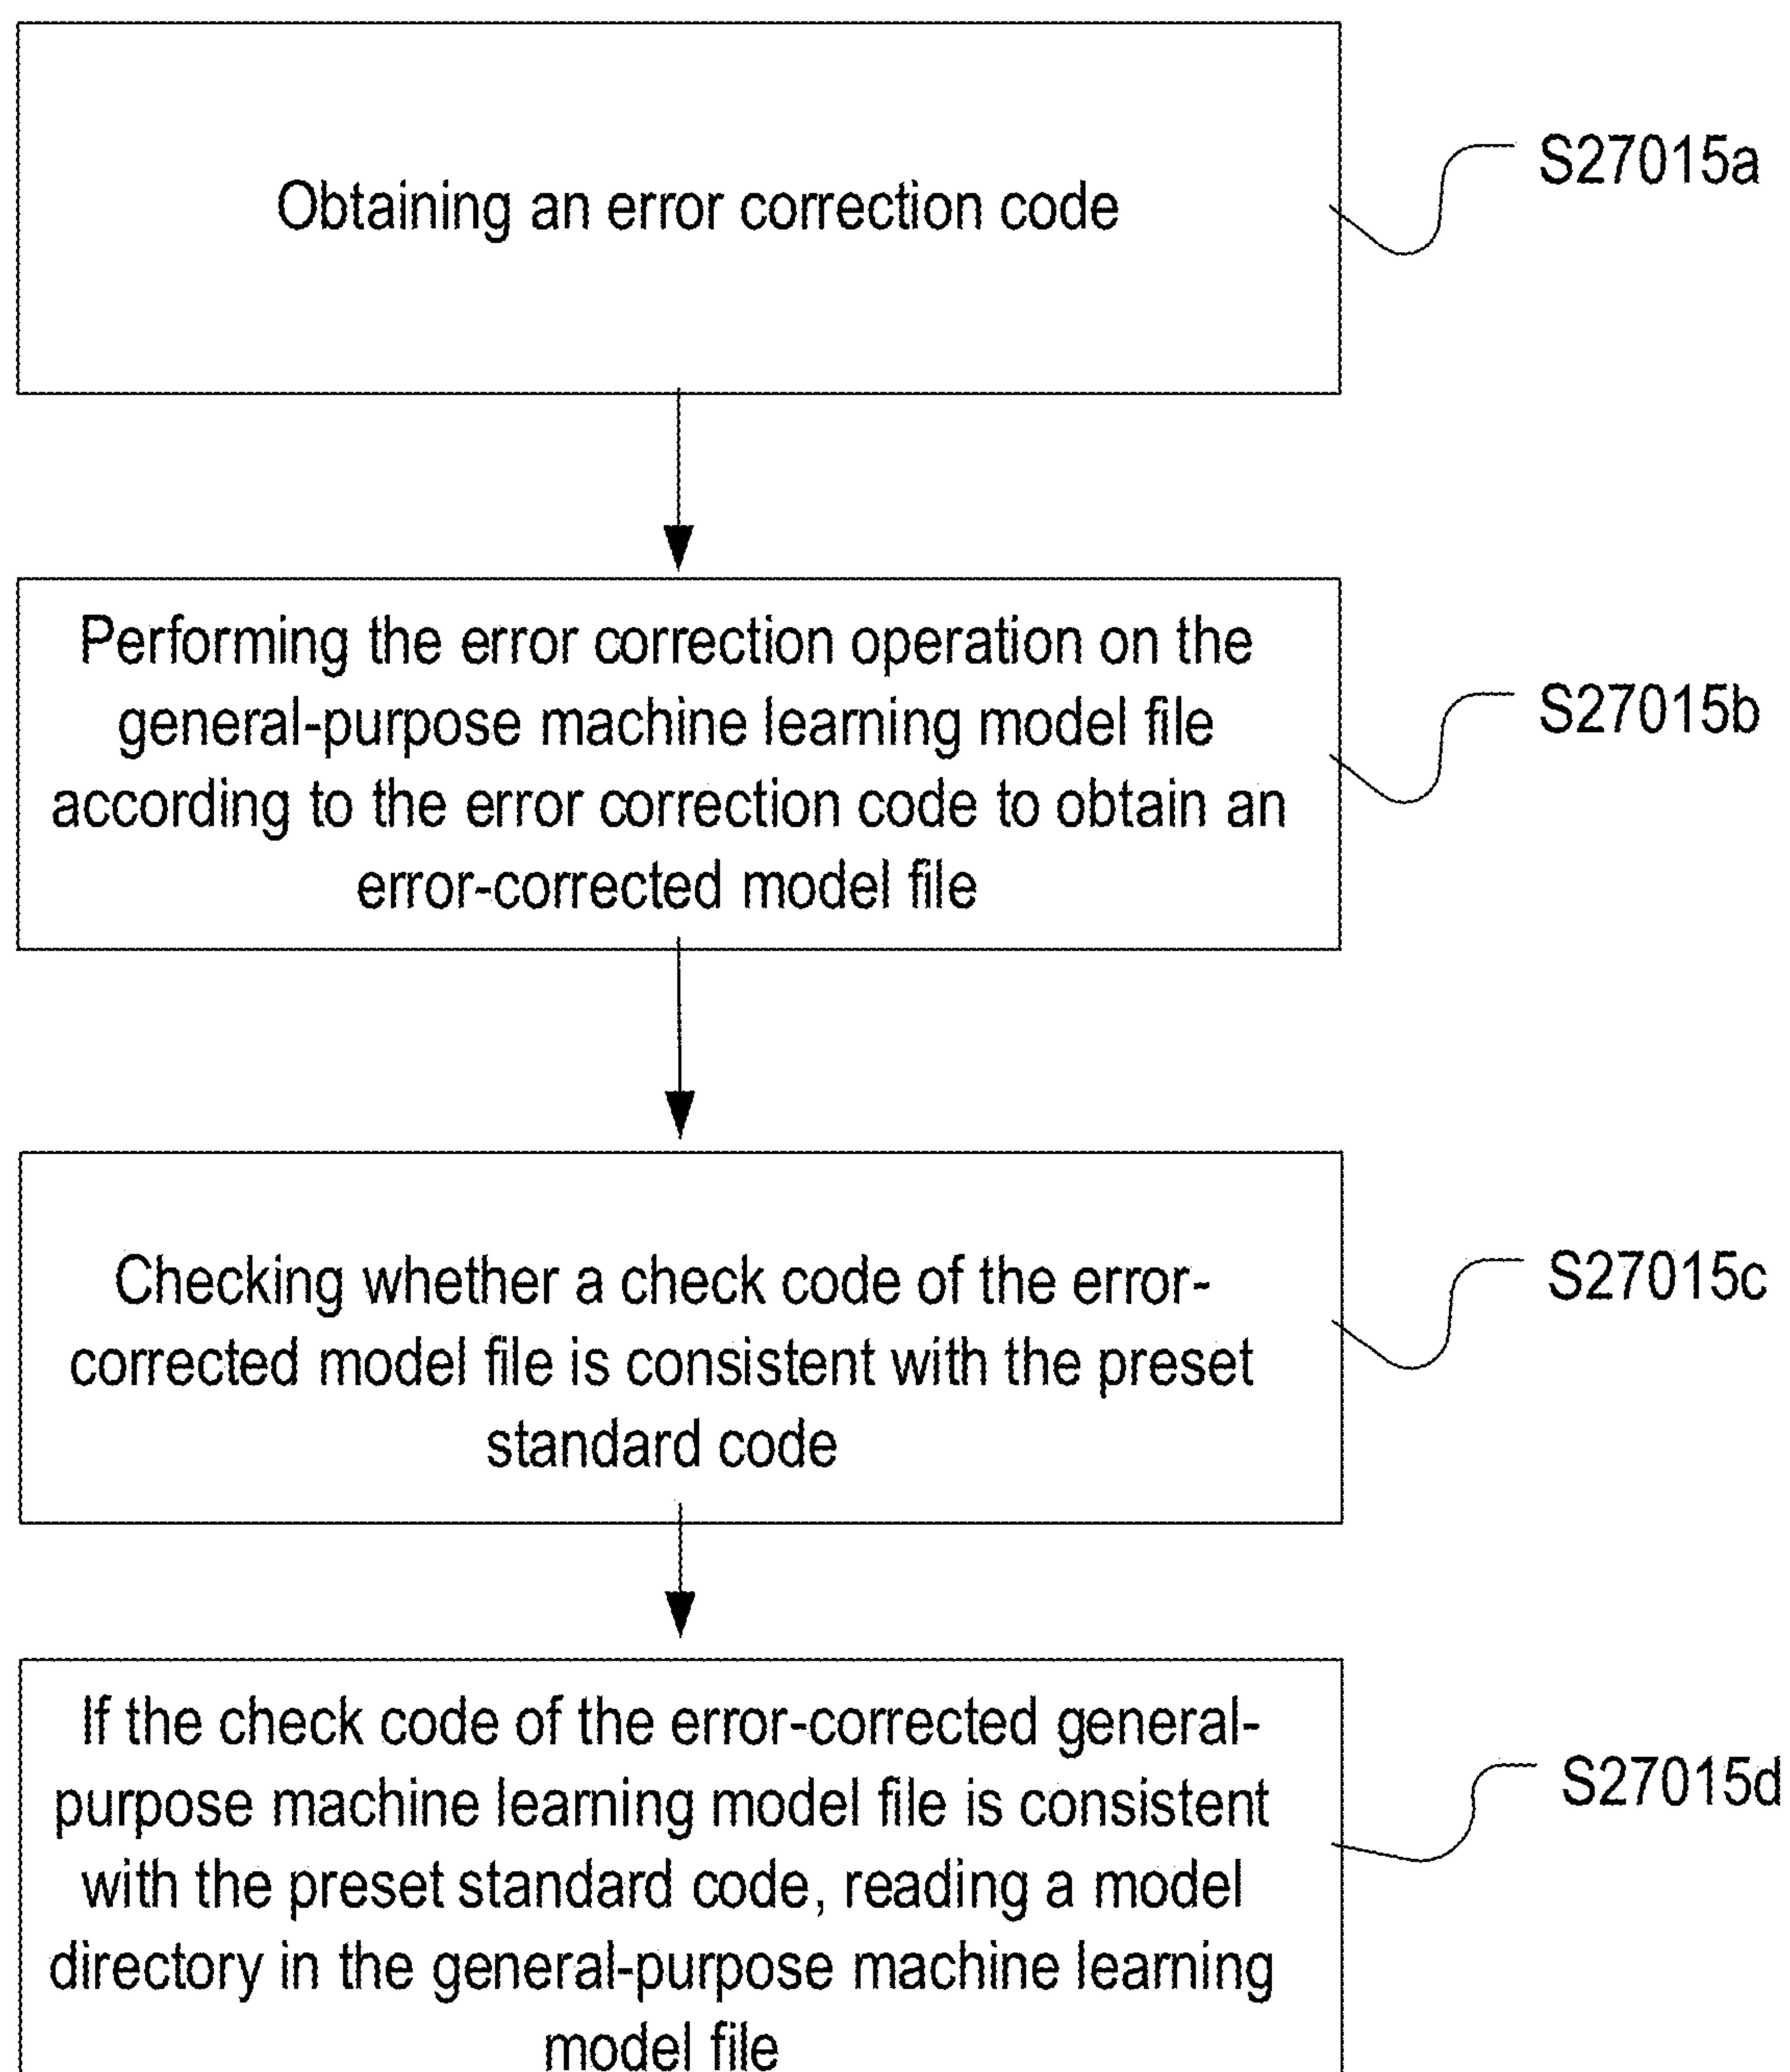 Obtaining an error correction code
S27015a
Performing the error correction operation on the
general-purpose machine learning model file
according to the error correction code to obtain an
error-corrected model file
S27015b
Checking whether a check code of the error-
corrected model file is consistent with the preset
standard code
S27015c
If the check code of the error-corrected general-
purpose machine learning model file is consistent
with the preset standard code, reading a model
directory in the general-purpose machine learning
model file
S27015d